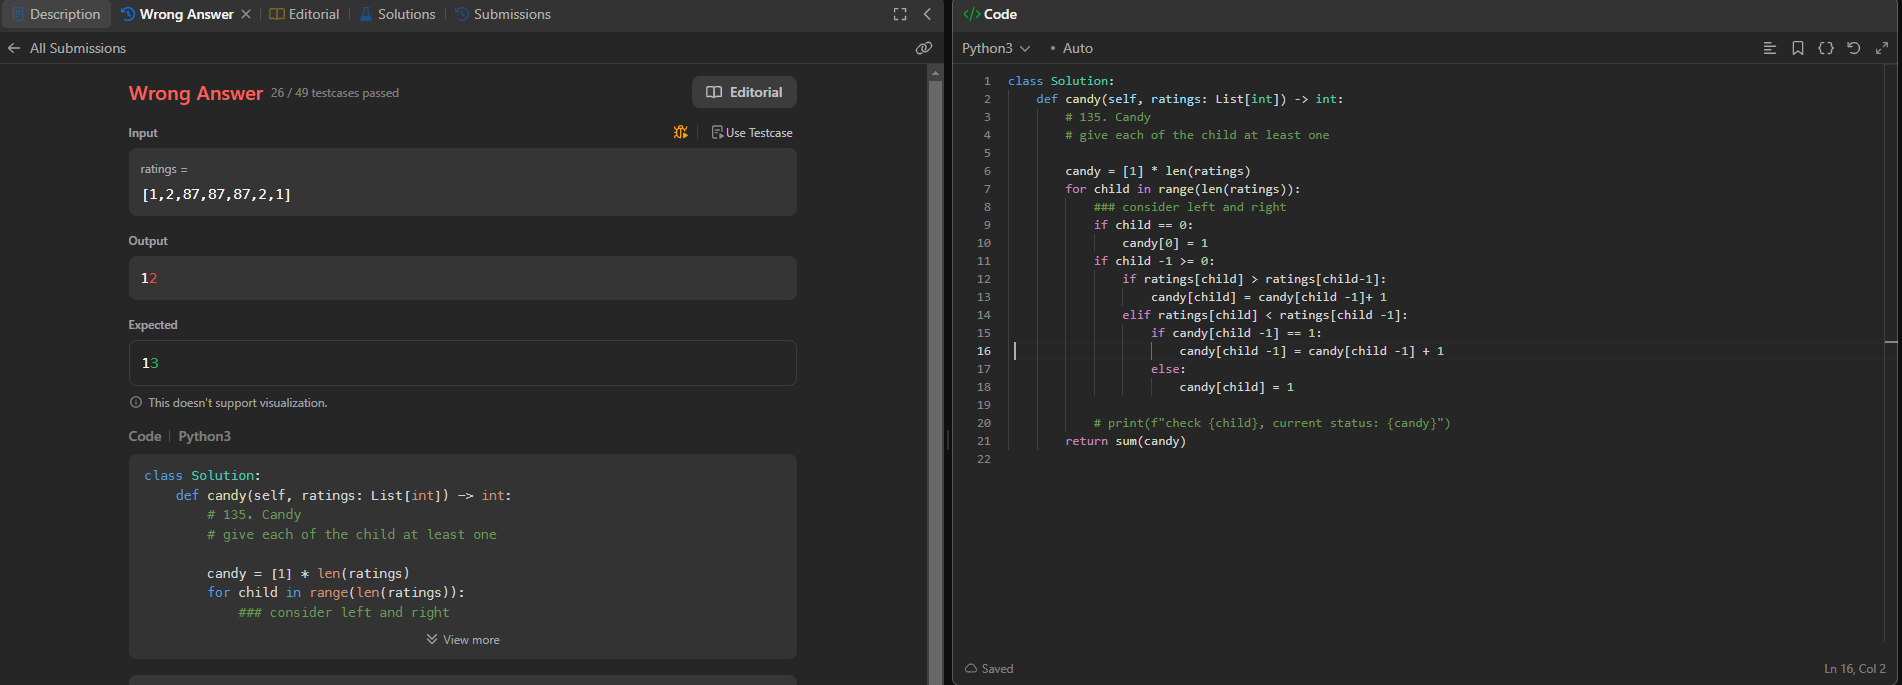 Description
Wrong Answer
Editorial
Solutions
Submissions
All Submissions
Wrong Answer 26 / 49 testcases passed
Editorial
Input
Use Testcase
ratings =
[1,2,87,87,87,2,1]
Output
12
Expected
13
This doesn't support visualization.
Code | Python3
class Solution:
    def candy(self, ratings: List[int]) -> int:
        # 135. Candy
        # give each of the child at least one
        candy = [1] * len(ratings)
        for child in range(len(ratings)):
            ### consider left and right
View more
</> Code
Python3
• Auto
1 class Solution:
2     def candy(self, ratings: List[int]) -> int:
3         # 135. Candy
4         # give each of the child at least one
5
6         candy = [1] * len(ratings)
7         for child in range(len(ratings)):
8             ### consider left and right
9             if child == 0:
10                 candy[0] = 1
11             if child -1 >= 0:
12                 if ratings[child] > ratings[child-1]:
13                     candy[child] = candy[child -1]+ 1
14                 elif ratings[child] < ratings[child -1]:
15                     if candy[child -1] == 1:
16                         candy[child -1] = candy[child -1] + 1
17                     else:
18                         candy[child] = 1
19
20             # print(f"check {child}, current status: {candy}")
21         return sum(candy)
22
Saved
Ln 16, Col 2